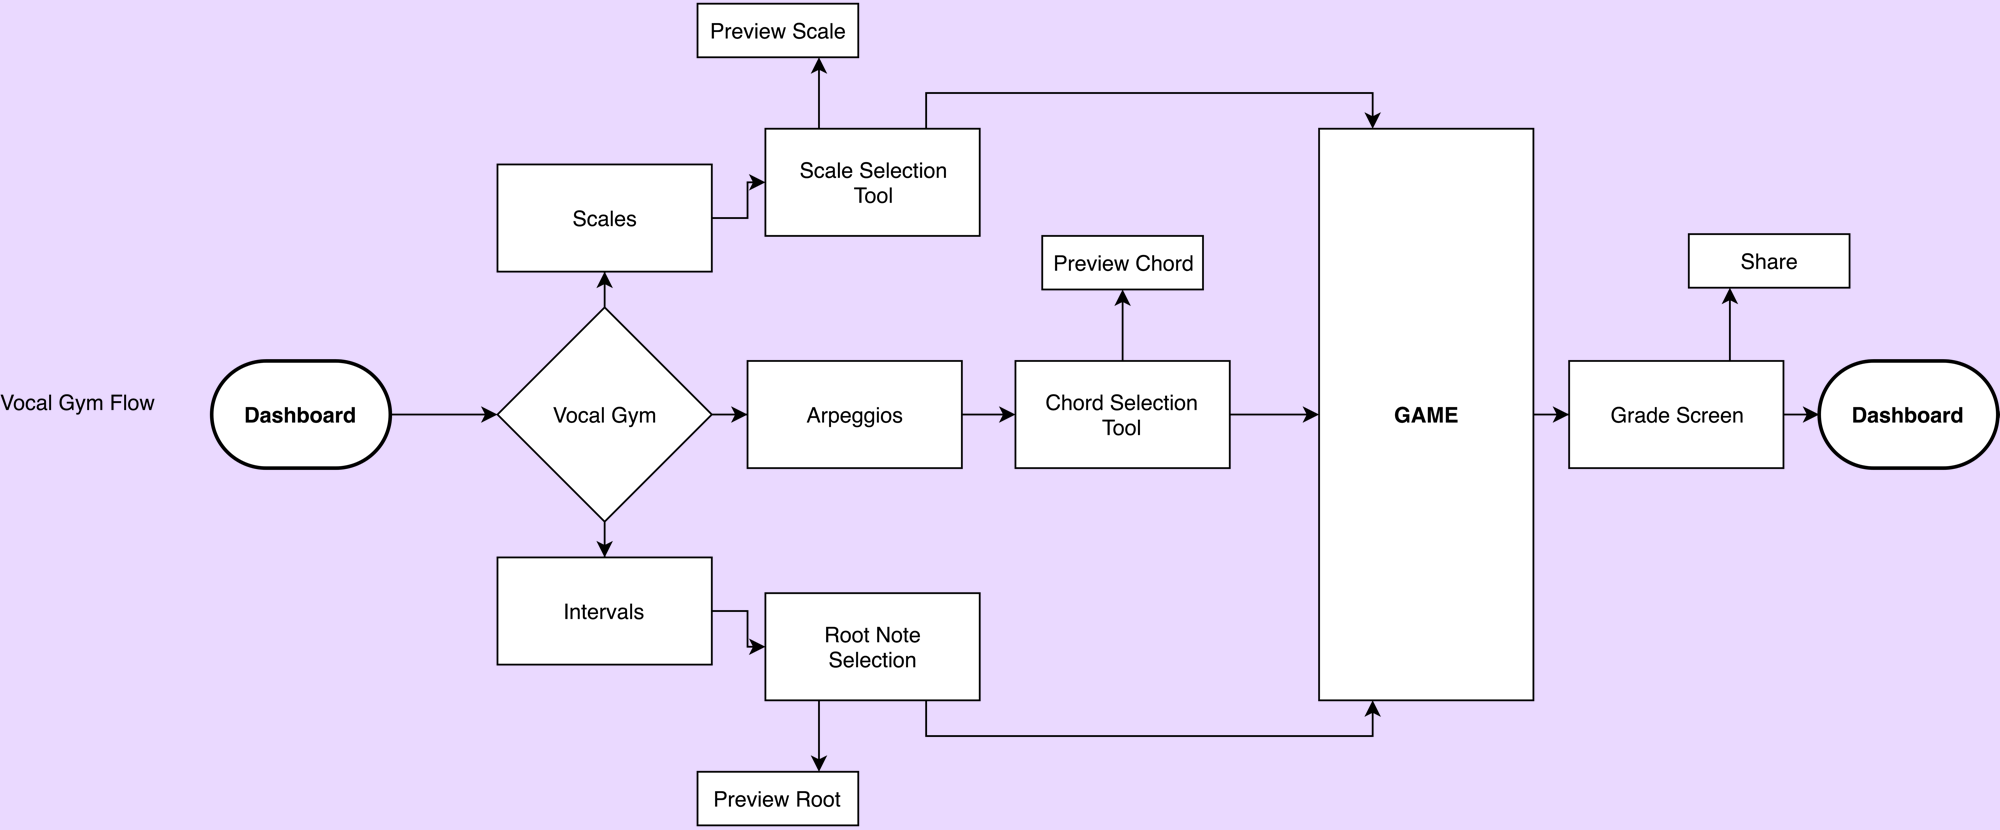 Vocal Gym Flow
Dashboard
Vocal Gym
Scales
Scale Selection
Tool
Preview Scale
Arpeggios
Chord Selection
Tool
Preview Chord
Intervals
Root Note
Selection
Preview Root
GAME
Grade Screen
Share
Dashboard